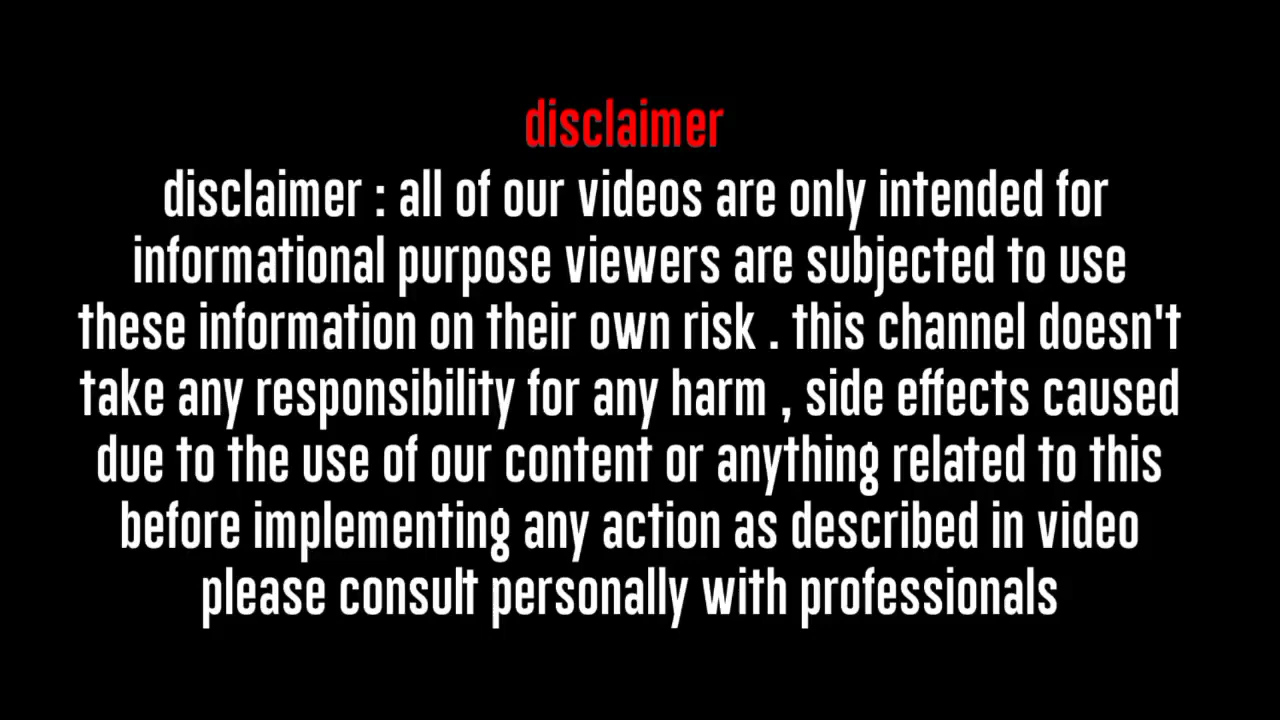 disclaimer
disclaimer : all of our videos are only intended for
informational purpose viewers are subjected to use
these information on their own risk . this channel doesn't
take any responsibility for any harm , side effects caused
due to the use of our content or anything related to this
before implementing any action as described in video
please consult personally with professionals